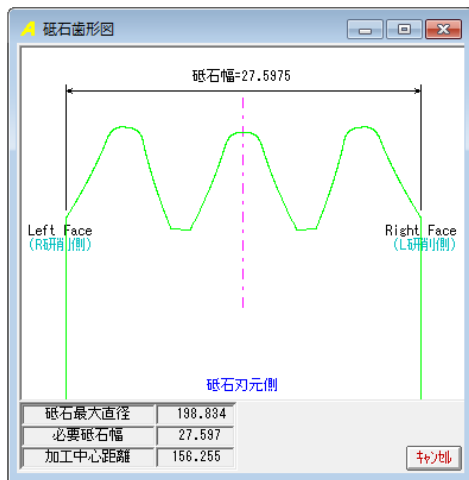 砥石歯形図
砥石幅=27.5975
Left Face
(R研削側)
Right Face
(L研削側)
砥石刃元側
砥石最大直径 198.834
必要砥石幅 27.597
加工中心距離 156.255
キャンセル